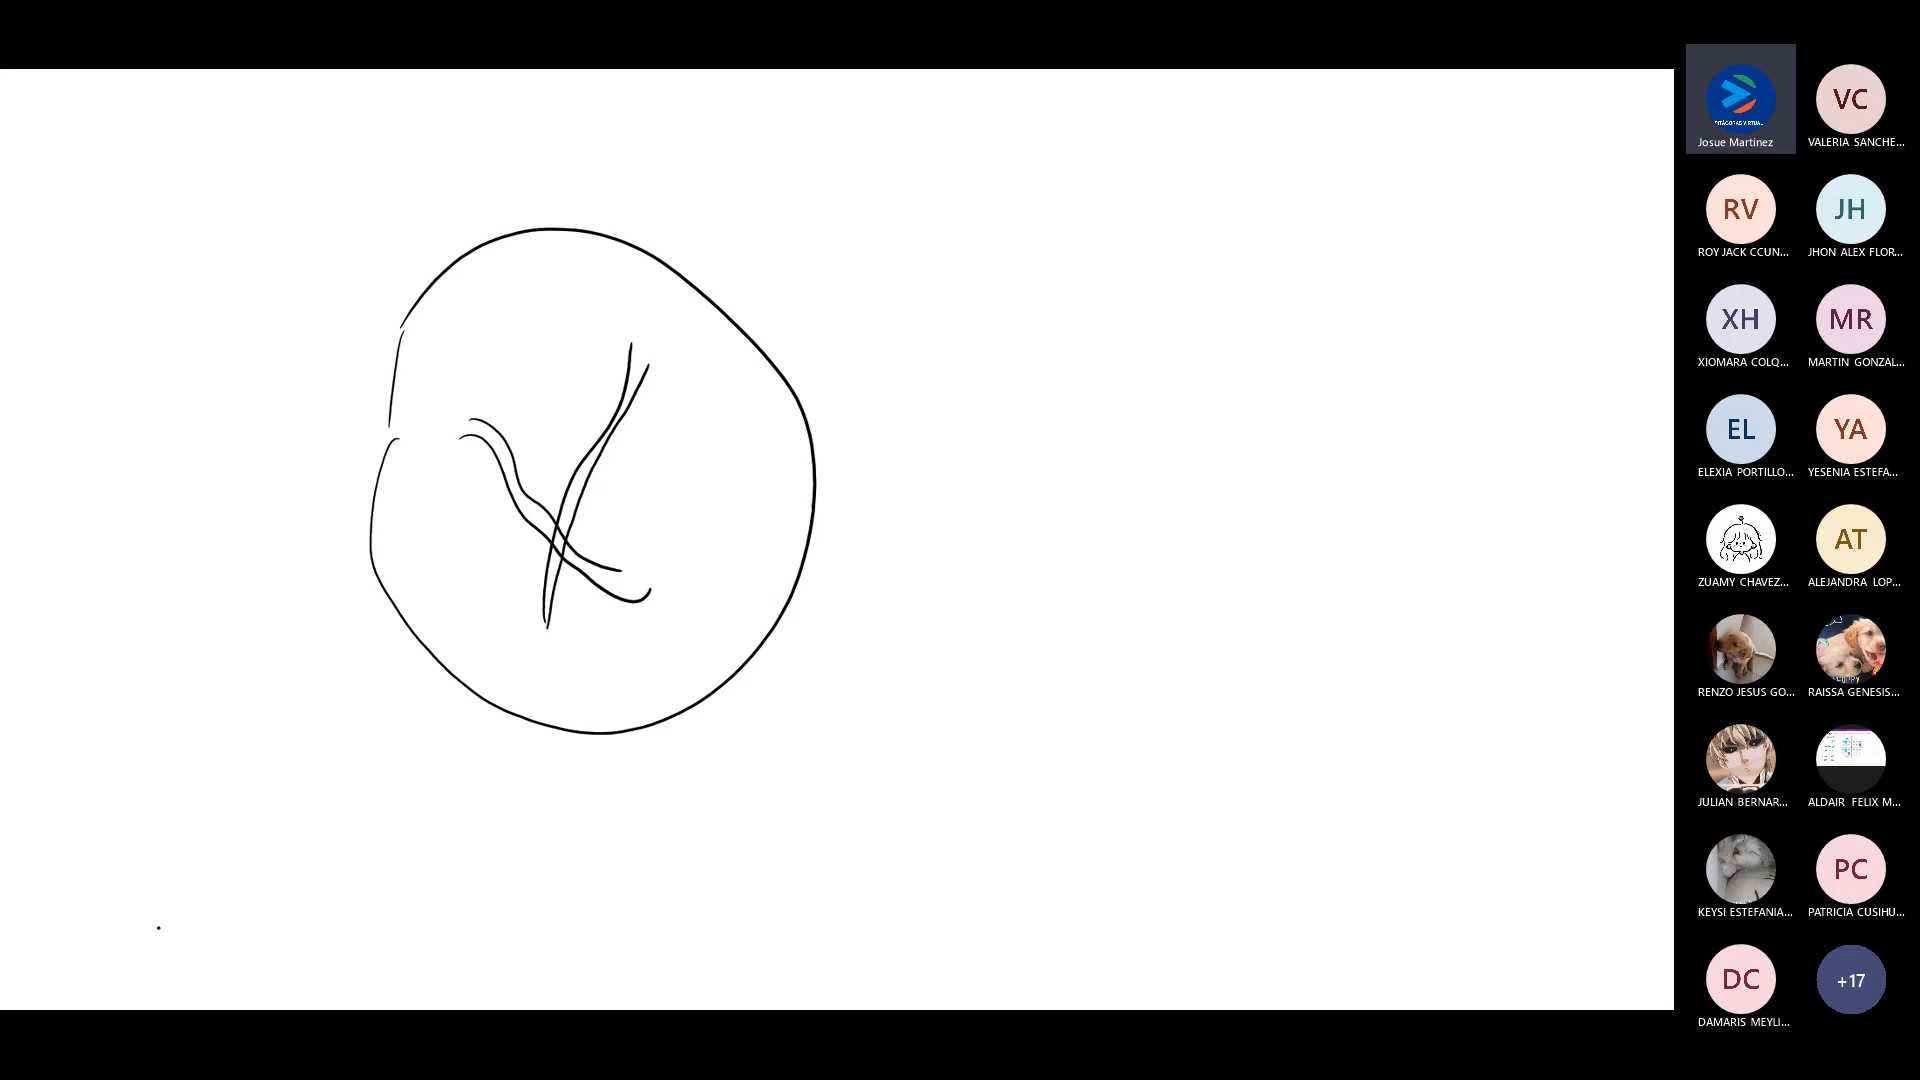 PITÁGORAS VIRTUAL
Josue Martinez
VC
VALERIA SANCHE...
RV
ROY JACK CCUN...
JH
JHON ALEX FLOR...
XH
XIOMARA COLQ...
MR
MARTIN GONZAL...
EL
ELEXIA PORTILLO...
YA
YESENIA ESTEFA...
ZUAMY CHAVEZ...
AT
ALEJANDRA LOP...
RENZO JESUS GO...
RAISSA GENESIS...
JULIAN BERNAR...
ALDAIR FELIX M...
KEYSI ESTEFANIA...
PC
PATRICIA CUSIHU...
DC
DAMARIS MEYLI...
+17